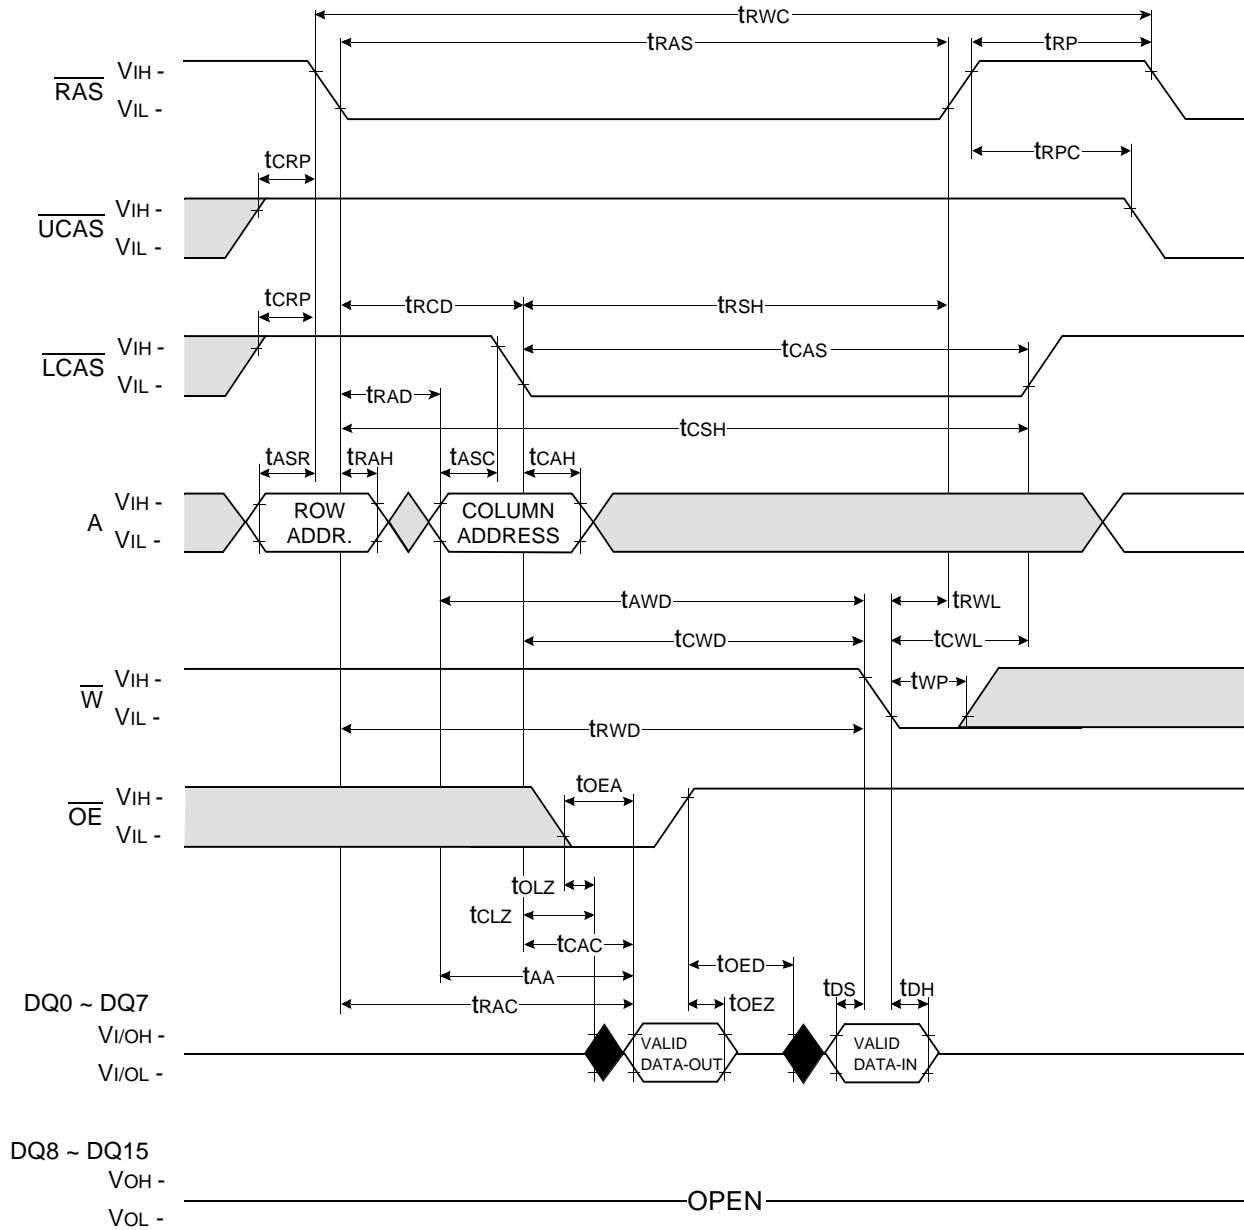 tRWC
tRAS
tRP
RAS
VIH -
VIL -
tCRP
tRPC
UCAS
VIH -
VIL -
tCRP
tRCD
tRSH
LCAS
VIH -
VIL -
tCAS
tRAD
tCSH
tASR
tRAH
tASC
tCAH
A
VIH -
VIL -
ROW
ADDR.
COLUMN
ADDRESS
tAWD
tRWL
tCWD
tCWL
W
VIH -
VIL -
tWP
tRWD
OE
VIH -
VIL -
tOEA
tOLZ
tCLZ
tCAC
tOED
tAA
tDS
tDH
tRAC
tOEZ
DQ0 ~ DQ7
VI/OH -
VI/OL -
VALID
DATA-OUT
VALID
DATA-IN
DQ8 ~ DQ15
VOH -
VOL -
OPEN